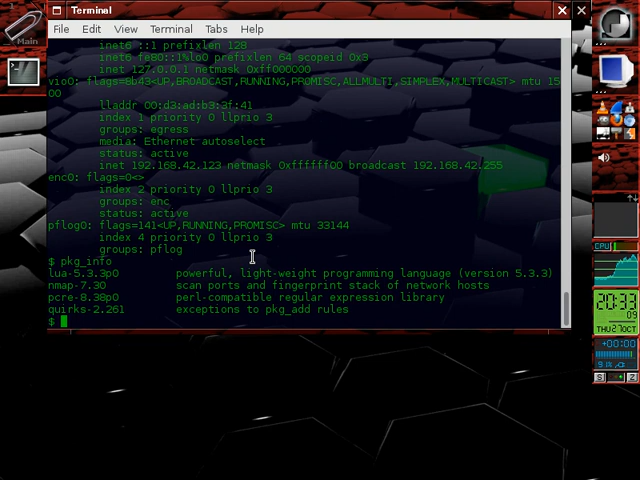 Terminal
File Edit View Terminal Tabs Help
inet6 ::1 prefixlen 128
inet6 fe80::1%lo0 prefixlen 64 scopeid 0x3
inet 127.0.0.1 netmask 0xff000000
vio0: flags=8b43<UP,BROADCAST,RUNNING,PROMISC,ALLMULTI,SIMPLEX,MULTICAST> mtu 15
00
lladdr 00:d3:ad:b3:3f:41
index 1 priority 0 llprio 3
groups: egress
media: Ethernet autoselect
status: active
inet 192.168.42.123 netmask 0xffffff00 broadcast 192.168.42.255
enc0: flags=0<>
index 2 priority 0 llprio 3
groups: enc
status: active
pflog0: flags=141<UP,RUNNING,PROMISC> mtu 33144
index 4 priority 0 llprio 3
groups: pflog
$ pkg_info
lua-5.3.3p0 powerful, light-weight programming language (version 5.3.3)
nmap-7.30 scan ports and fingerprint stack of network hosts
pcre-8.38p0 perl-compatible regular expression library
quirks-2.261 exceptions to pkg_add rules
$
Main
CPU
20:33
09
THU 27 OCT
+00:00
S Z